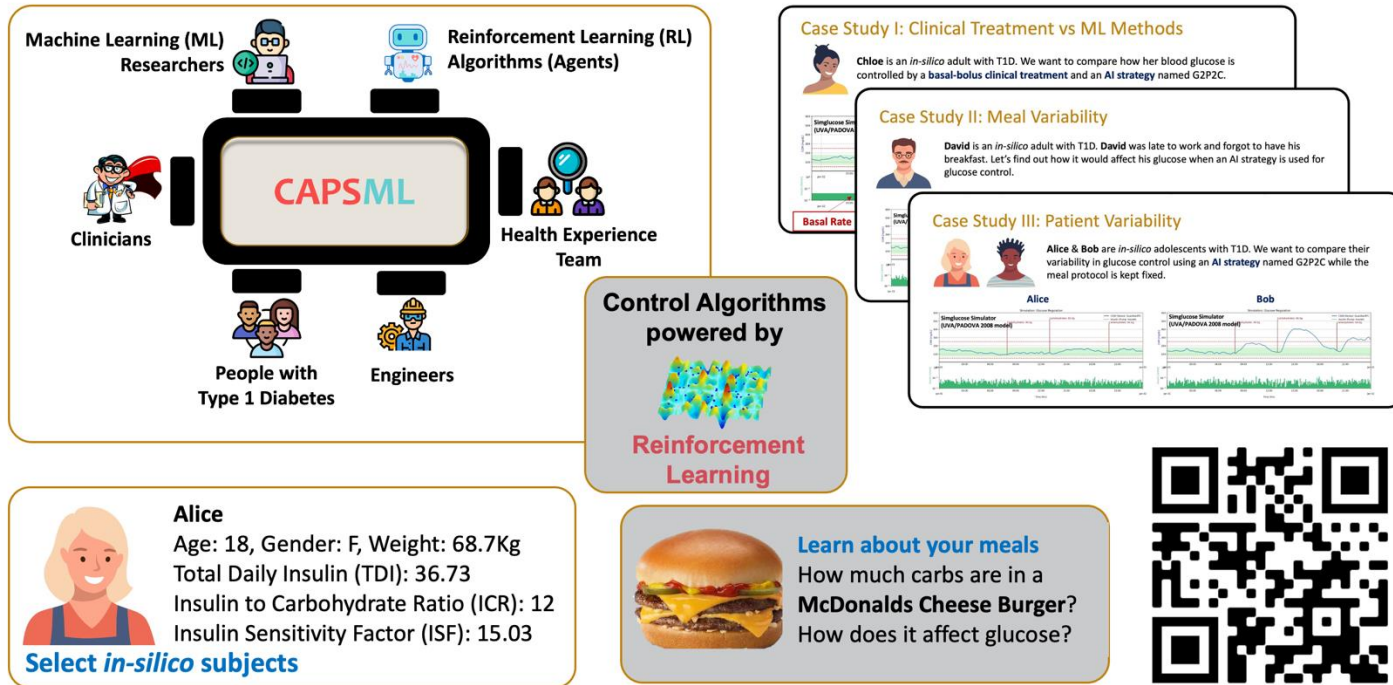 Machine Learning (ML)
Researchers
Reinforcement Learning (RL)
Algorithms (Agents)
CAPSML
Clinicians
Health Experience
Team
People with
Type 1 Diabetes
Engineers
Control Algorithms
powered by
Reinforcement
Learning
Case Study I: Clinical Treatment vs ML Methods
Chloe is an in-silico adult with T1D. We want to compare how her blood glucose is
controlled by a basal-bolus clinical treatment and an AI strategy named G2P2C.
Simglucose
(UVA/PADOVA
Basal Rate
Case Study II: Meal Variability
David is an in-silico adult with T1D. David was late to work and forgot to have his
breakfast. Let's find out how it would affect his glucose when an AI strategy is used for
glucose control.
Case Study III: Patient Variability
Alice & Bob are in-silico adolescents with T1D. We want to compare their
variability in glucose control using an AI strategy named G2P2C while the
meal protocol is kept fixed.
Alice
Bob
Simglucose Simulator
(UVA/PADOVA 2008 model)
Simglucose Simulator
(UVA/PADOVA 2008 model)
Alice
Age: 18, Gender: F, Weight: 68.7Kg
Total Daily Insulin (TDI): 36.73
Insulin to Carbohydrate Ratio (ICR): 12
Insulin Sensitivity Factor (ISF): 15.03
Select in-silico subjects
Learn about your meals
How much carbs are in a
McDonalds Cheese Burger?
How does it affect glucose?